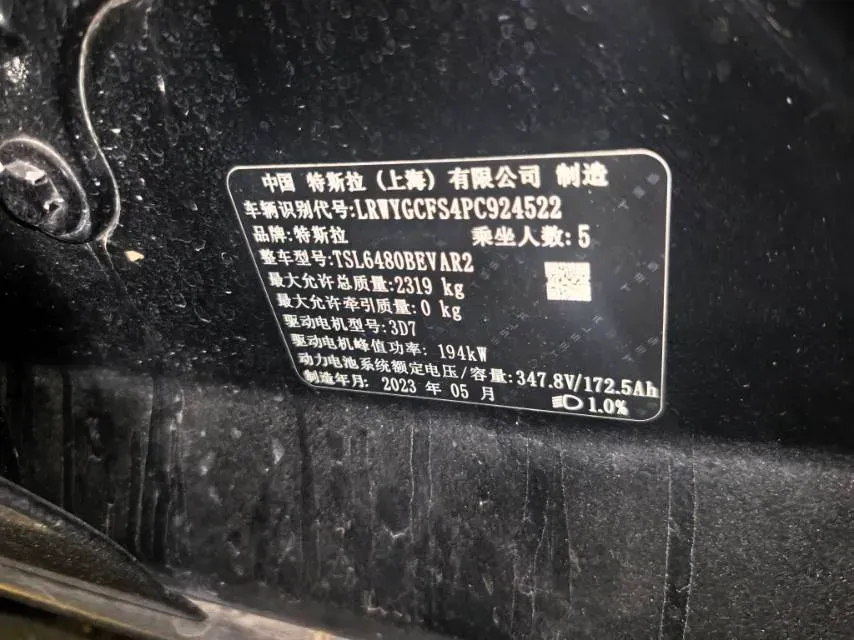 中国 特斯拉（上海）有限公司 制造
车辆识别代号:LRWYGCFS4PC924522
品牌:特斯拉 乘坐人数:5
整车型号:TSL6480BEVAR2
最大允许总质量:2319 kg
最大允许牵引质量:0 kg
驱动电机型号:3D7
驱动电机峰值功率: 194kW
动力电池系统额定电压/容量:347.8V/172.5Ah
制造年月: 2023 年 05 月
1.0%
TESLA